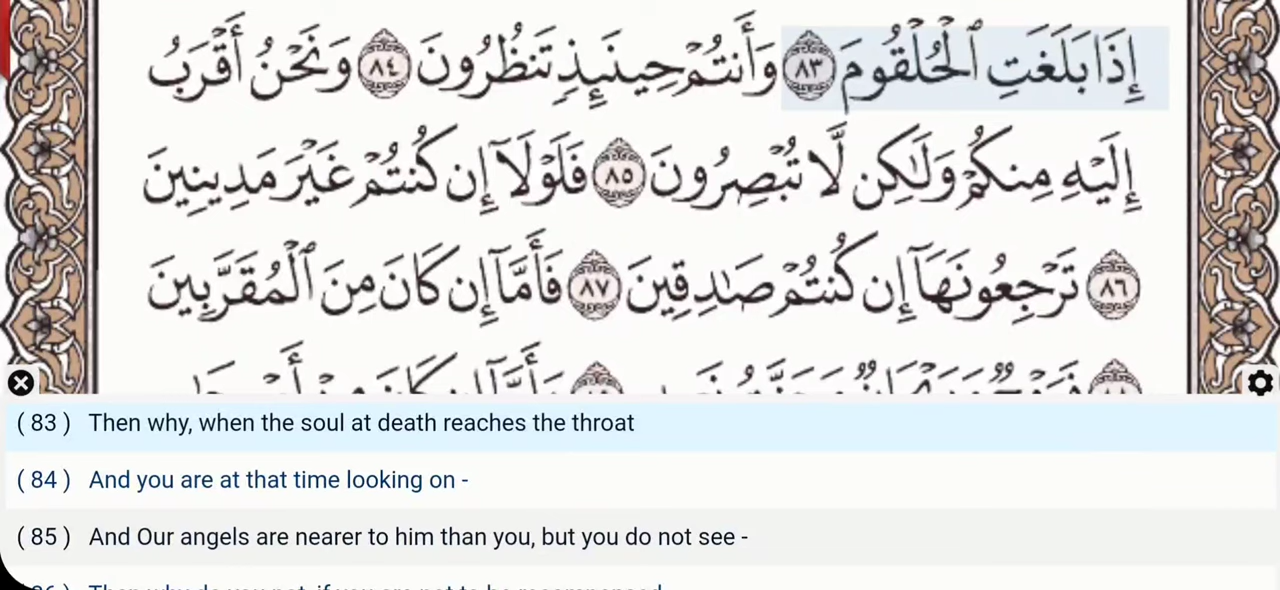 إِذَا بَلَغَتِ ٱلْحُلْقُومَ ٨٣ وَأَنتُمْ حِينَئِذٍ تَنظُرُونَ ٨٤ وَنَحْنُ أَقْرَبُ
إِلَيْهِ مِنكُمْ وَلَٰكِن لَّا تُبْصِرُونَ ٨٥ فَلَوْلَآ إِن كُنتُمْ غَيْرَ مَدِينِينَ
٨٦ تَرْجِعُونَهَآ إِن كُنتُمْ صَٰدِقِينَ ٨٧ فَأَمَّآ إِن كَانَ مِنَ ٱلْمُقَرَّبِينَ
( 83 ) Then why, when the soul at death reaches the throat
( 84 ) And you are at that time looking on -
( 85 ) And Our angels are nearer to him than you, but you do not see -